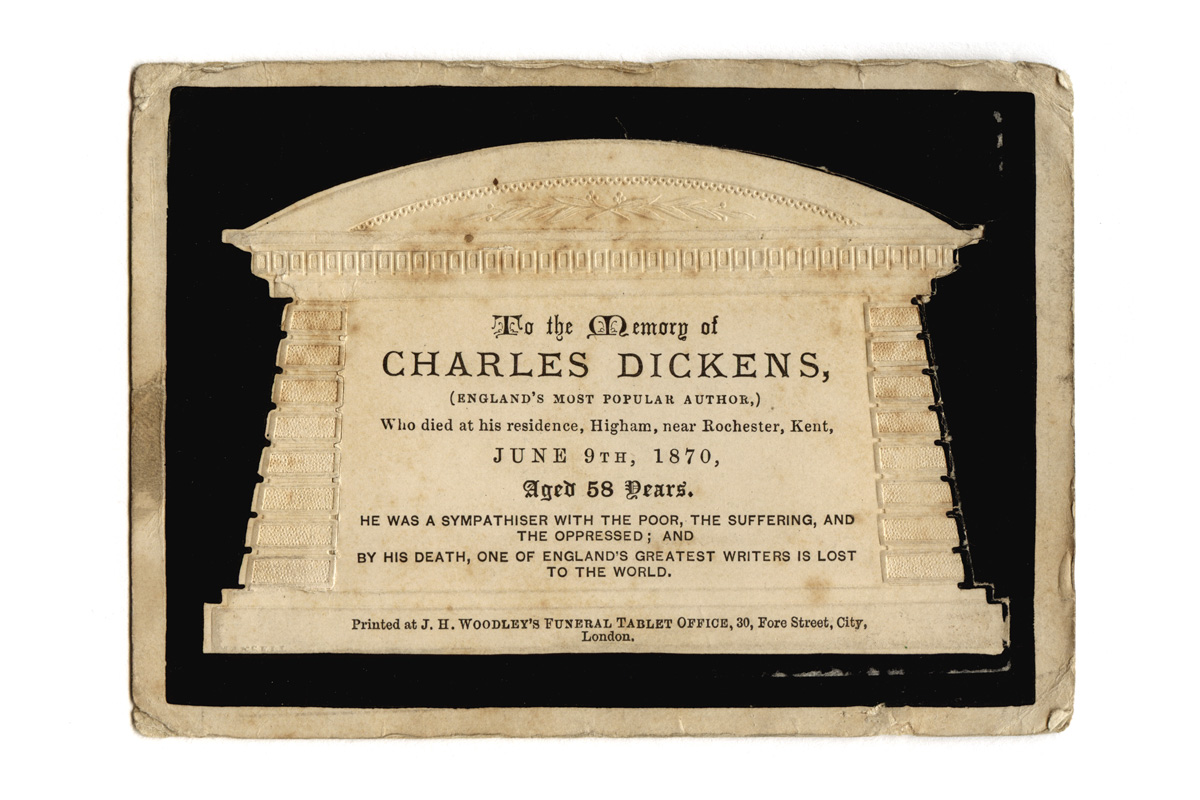 To the Memory of
CHARLES DICKENS,
(ENGLAND'S MOST POPULAR AUTHOR,)
Who died at his residence, Higham, near Rochester, Kent,
JUNE 9TH, 1870,
Aged 58 Years.
HE WAS A SYMPATHISER WITH THE POOR, THE SUFFERING, AND
THE OPPRESSED; AND
BY HIS DEATH, ONE OF ENGLAND'S GREATEST WRITERS IS LOST
TO THE WORLD.
Printed at J. H. WOODLEY'S FUNERAL TABLET OFFICE, 30, Fore Street, City,
London.